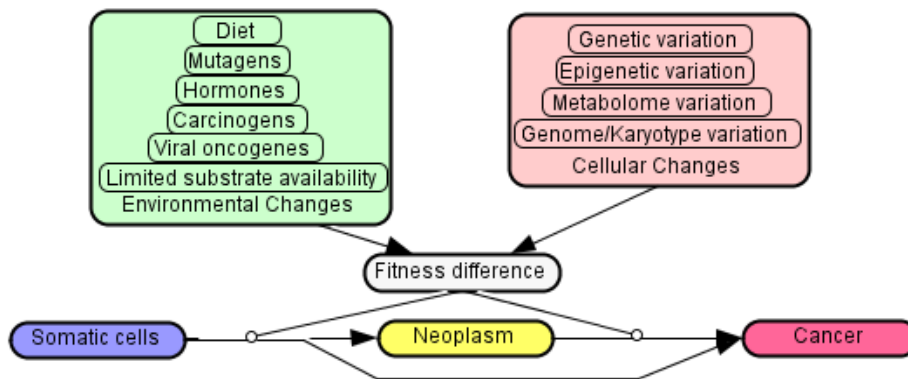 Diet
Mutagens
Hormones
Carcinogens
Viral oncogenes
Limited substrate availability
Environmental Changes
Genetic variation
Epigenetic variation
Metabolome variation
Genome/Karyotype variation
Cellular Changes
Fitness difference
Somatic cells
Neoplasm
Cancer